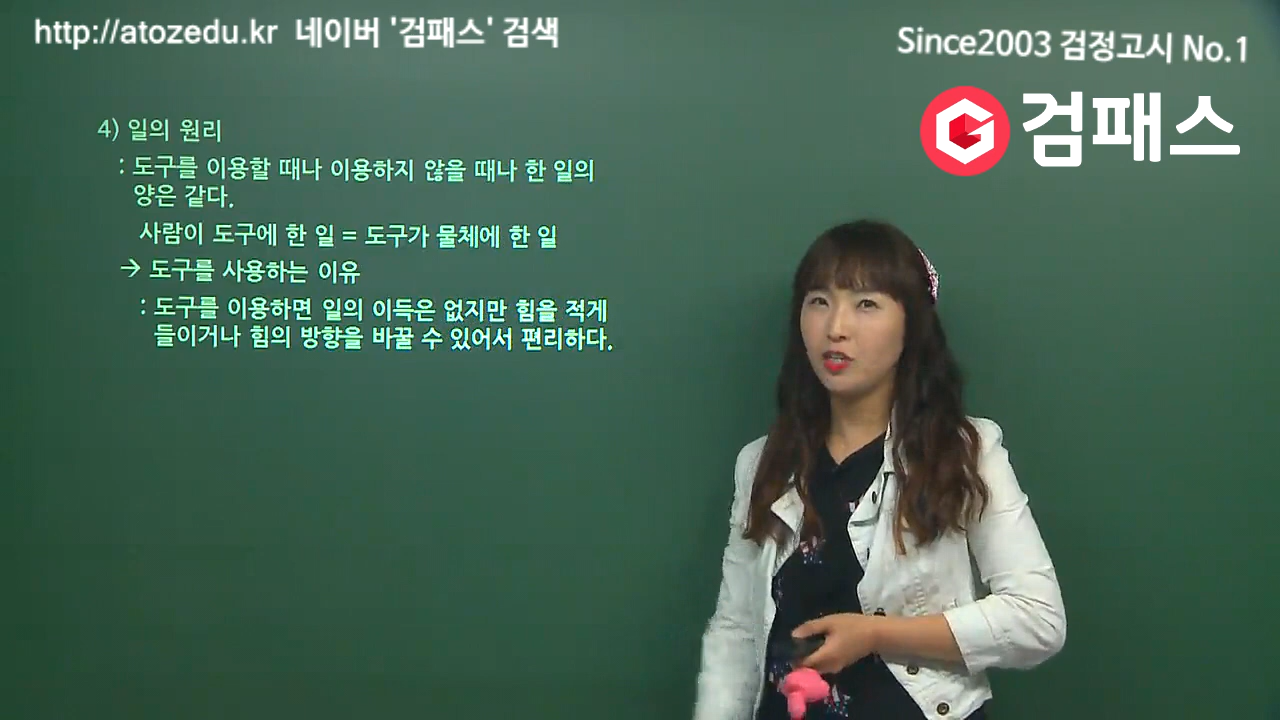 http://atozedu.kr 네이버 '검패스' 검색
Since2003 검정고시 No.1
검패스
4) 일의 원리
: 도구를 이용할 때나 이용하지 않을 때나 한 일의
양은 같다.
사람이 도구에 한 일 = 도구가 물체에 한 일
→ 도구를 사용하는 이유
: 도구를 이용하면 일의 이득은 없지만 힘을 적게
들이거나 힘의 방향을 바꿀 수 있어서 편리하다.